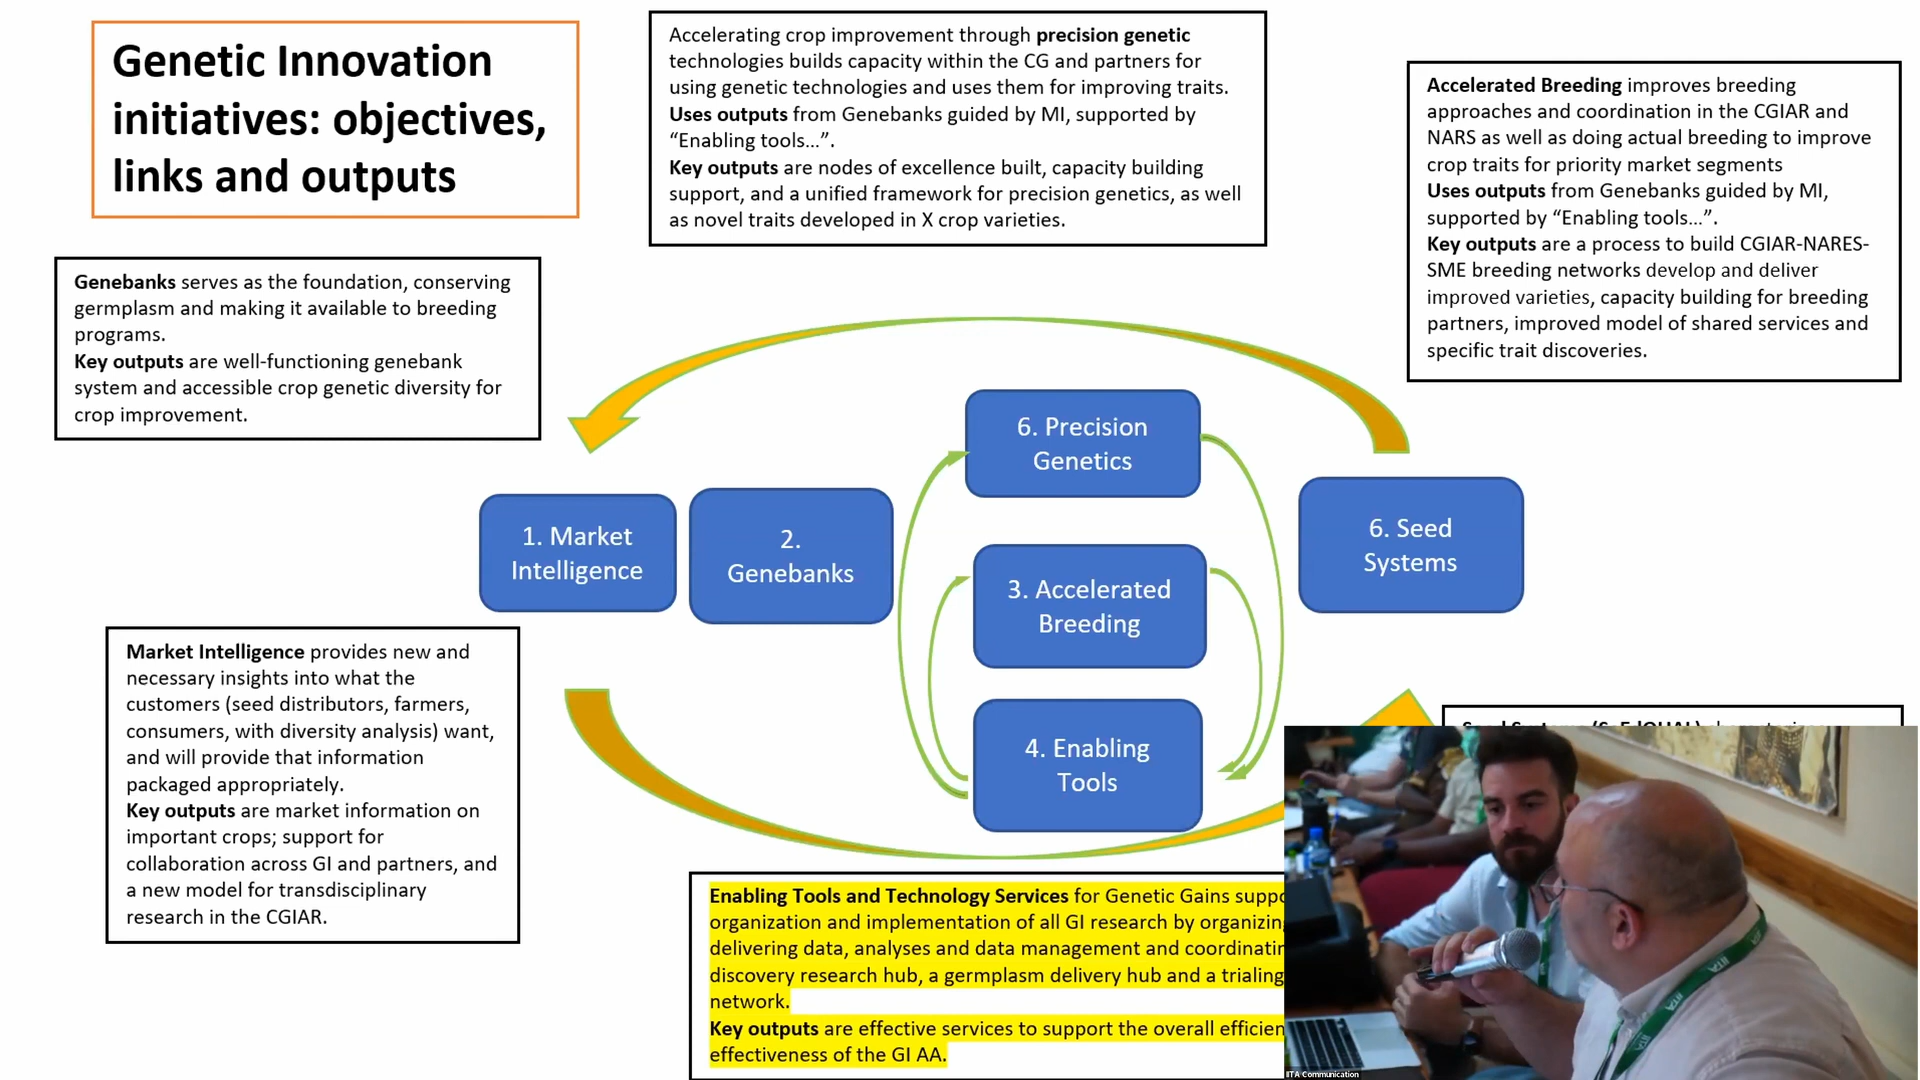 Genetic Innovation
initiatives: objectives,
links and outputs
Accelerating crop improvement through precision genetic
technologies builds capacity within the CG and partners for
using genetic technologies and uses them for improving traits.
Uses outputs from Genebanks guided by MI, supported by
“Enabling tools...”.
Key outputs are nodes of excellence built, capacity building
support, and a unified framework for precision genetics, as well
as novel traits developed in X crop varieties.
Accelerated Breeding improves breeding
approaches and coordination in the CGIAR and
NARS as well as doing actual breeding to improve
crop traits for priority market segments
Uses outputs from Genebanks guided by MI,
supported by “Enabling tools...”.
Key outputs are a process to build CGIAR-NARES-
SME breeding networks develop and deliver
improved varieties, capacity building for breeding
partners, improved model of shared services and
specific trait discoveries.
Genebanks serves as the foundation, conserving
germplasm and making it available to breeding
programs.
Key outputs are well-functioning genebank
system and accessible crop genetic diversity for
crop improvement.
6. Precision
Genetics
1. Market
Intelligence
2.
Genebanks
3. Accelerated
Breeding
4. Enabling
Tools
6. Seed
Systems
Market Intelligence provides new and
necessary insights into what the
customers (seed distributors, farmers,
consumers, with diversity analysis) want,
and will provide that information
packaged appropriately.
Key outputs are market information on
important crops; support for
collaboration across GI and partners, and
a new model for transdisciplinary
research in the CGIAR.
Enabling Tools and Technology Services for Genetic Gains
organization and implementation of all GI research by
delivering data, analyses and data management and
discovery research hub, a germplasm delivery hub and a trialing
network.
Key outputs are effective services to support the overall
effectiveness of the GI AA.
IITA
IITA
IITA Communication